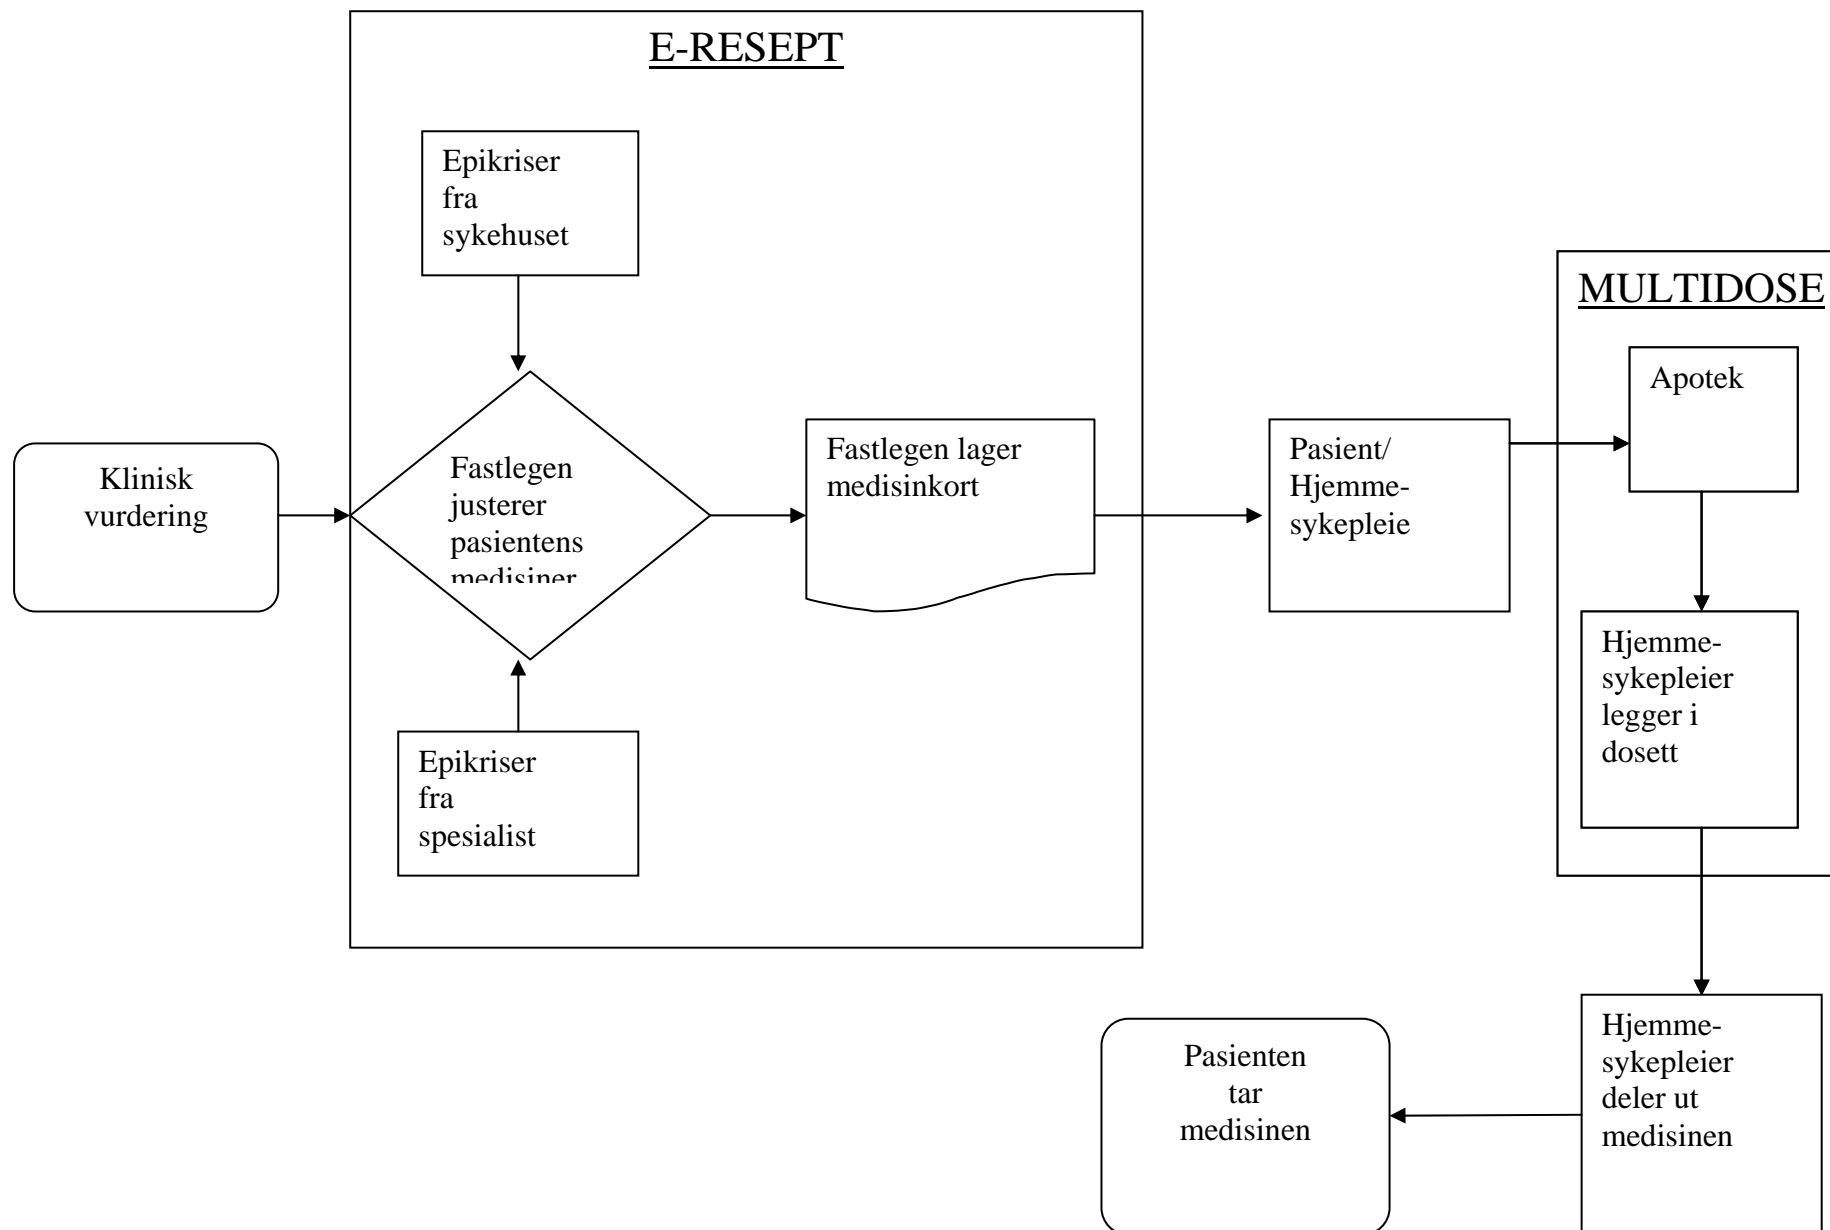 E-RESEPT
Epikriser
fra
sykehuset
Klinisk
vurdering
Fastlegen
justerer
pasientens
medisiner
Fastlegen lager
medisinkort
Epikriser
fra
spesialist
Pasient/
Hjemme-
sykepleie
MULTIDOSE
Apotek
Hjemme-
sykepleier
legger i
dosett
Hjemme-
sykepleier
deler ut
medisinen
Pasienten
tar
medisinen